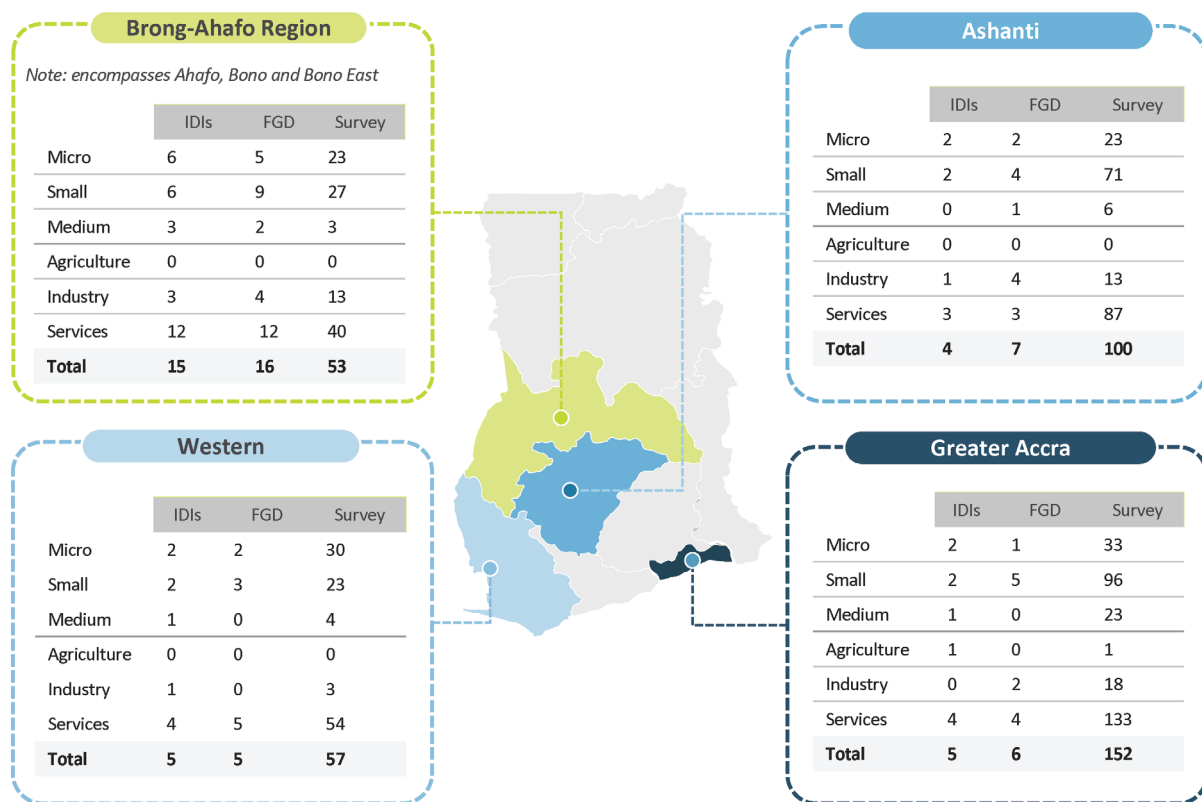 Brong-Ahafo Region
Note: encompasses Ahafo, Bono and Bono East
IDIs FGD Survey
Micro 6 5 23
Small 6 9 27
Medium 3 2 3
Agriculture 0 0 0
Industry 3 4 13
Services 12 12 40
Total 15 16 53
Ashanti
IDIs FGD Survey
Micro 2 2 23
Small 2 4 71
Medium 0 1 6
Agriculture 0 0 0
Industry 1 4 13
Services 3 3 87
Total 4 7 100
Western
IDIs FGD Survey
Micro 2 2 30
Small 2 3 23
Medium 1 0 4
Agriculture 0 0 0
Industry 1 0 3
Services 4 5 54
Total 5 5 57
Greater Accra
IDIs FGD Survey
Micro 2 1 33
Small 2 5 96
Medium 1 0 23
Agriculture 1 0 1
Industry 0 2 18
Services 4 4 133
Total 5 6 152